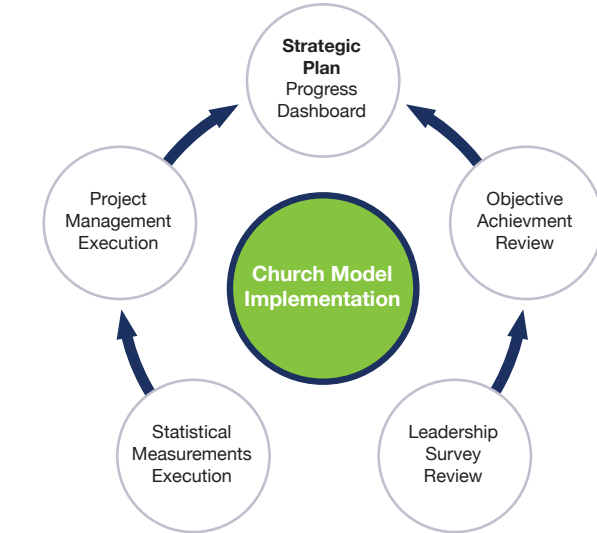 Strategic
Plan
Progress
Dashboard
Project
Management
Execution
Objective
Achievment
Review
Church Model
Implementation
Statistical
Measurements
Execution
Leadership
Survey
Review